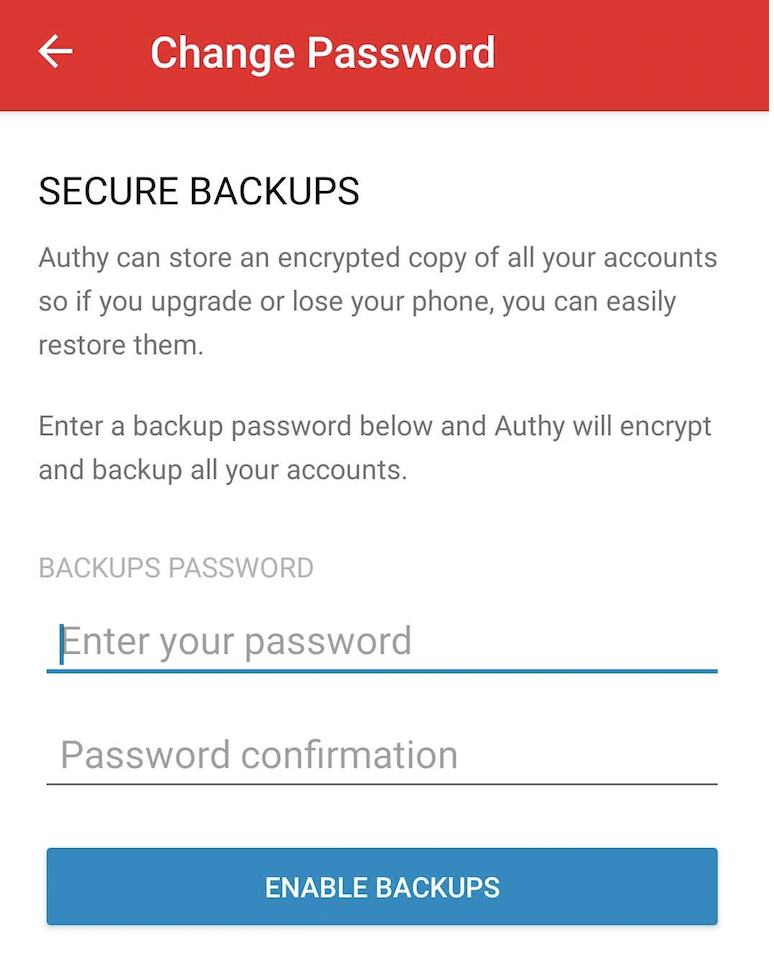 Change Password
SECURE BACKUPS
Authy can store an encrypted copy of all your accounts
so if you upgrade or lose your phone, you can easily
restore them.
Enter a backup password below and Authy will encrypt
and backup all your accounts.
BACKUPS PASSWORD
Enter your password
Password confirmation
ENABLE BACKUPS